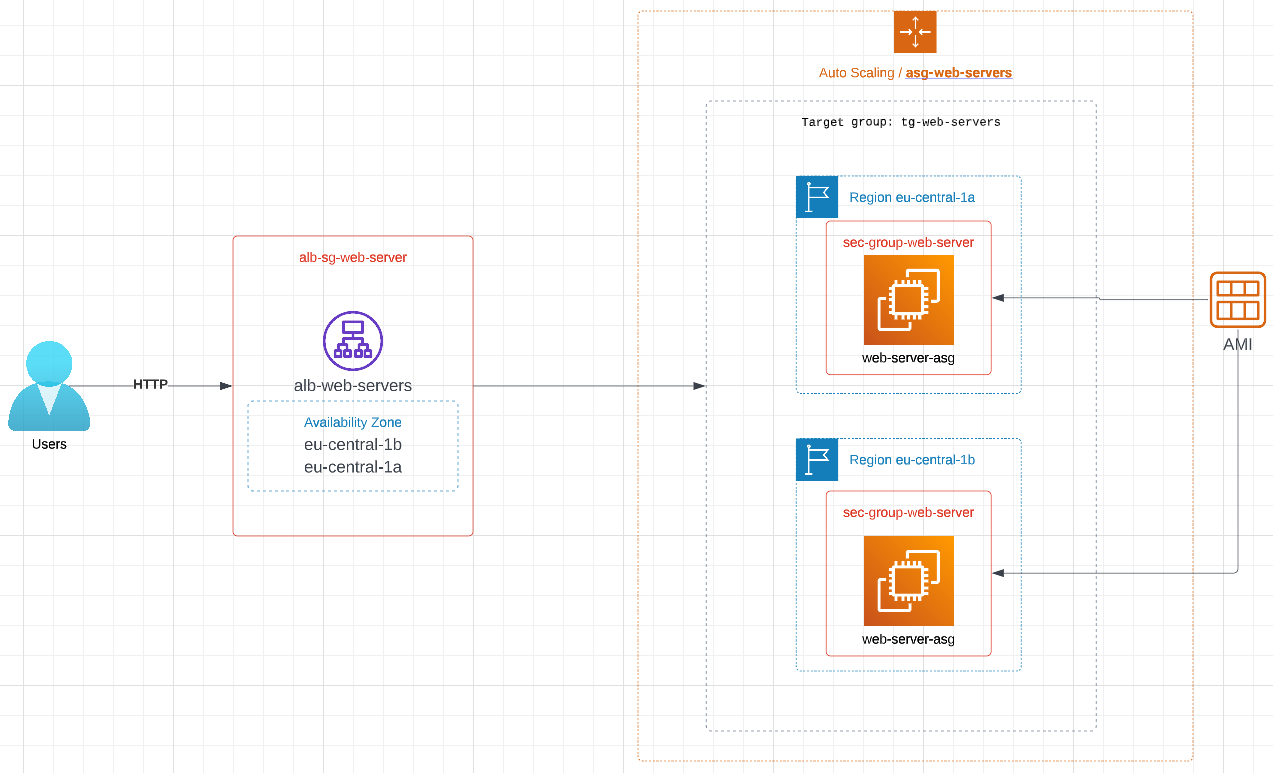 Auto Scaling / asg-web-servers
Target group: tg-web-servers
Region eu-central-1a
sec-group-web-server
web-server-asg
alb-sg-web-server
alb-web-servers
Availability Zone
eu-central-1b
eu-central-1a
HTTP
Users
AMI
Region eu-central-1b
sec-group-web-server
web-server-asg